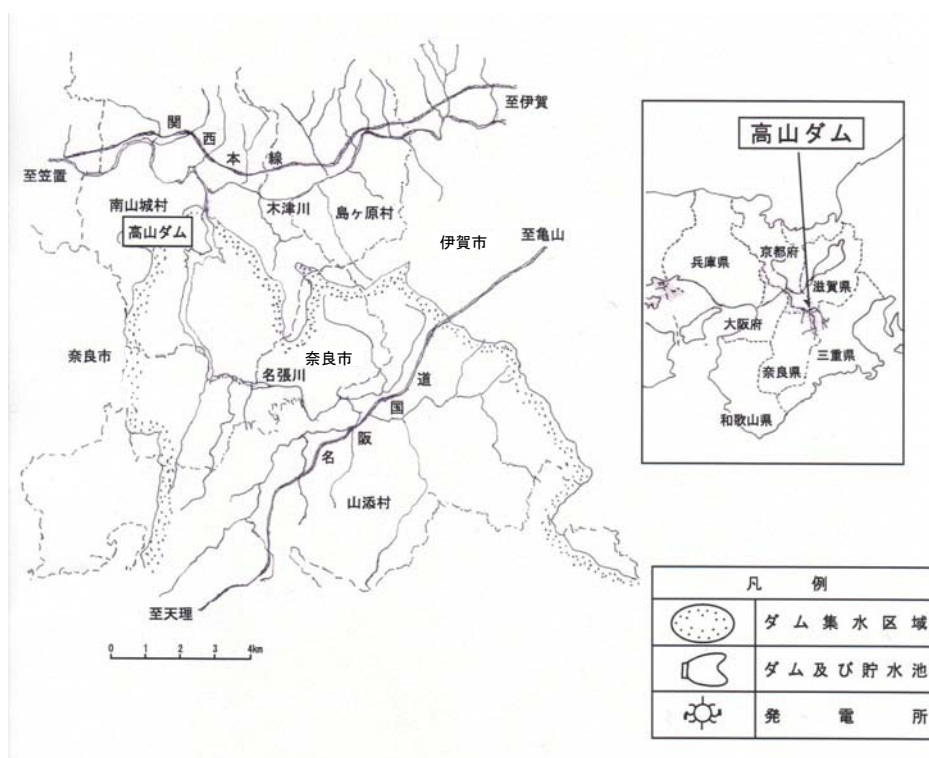 関西本線
至伊賀
至笠置
南山城村
高山ダム
木津川
島ヶ原村
伊賀市
至亀山
奈良市
奈良市
名張川
名阪国道
山添村
至天理
0 1 2 4km
高山ダム
兵庫県
京都府
滋賀県
大阪府
三重県
奈良県
和歌山県
凡例
ダム集水区域
ダム及び貯水池
発電所